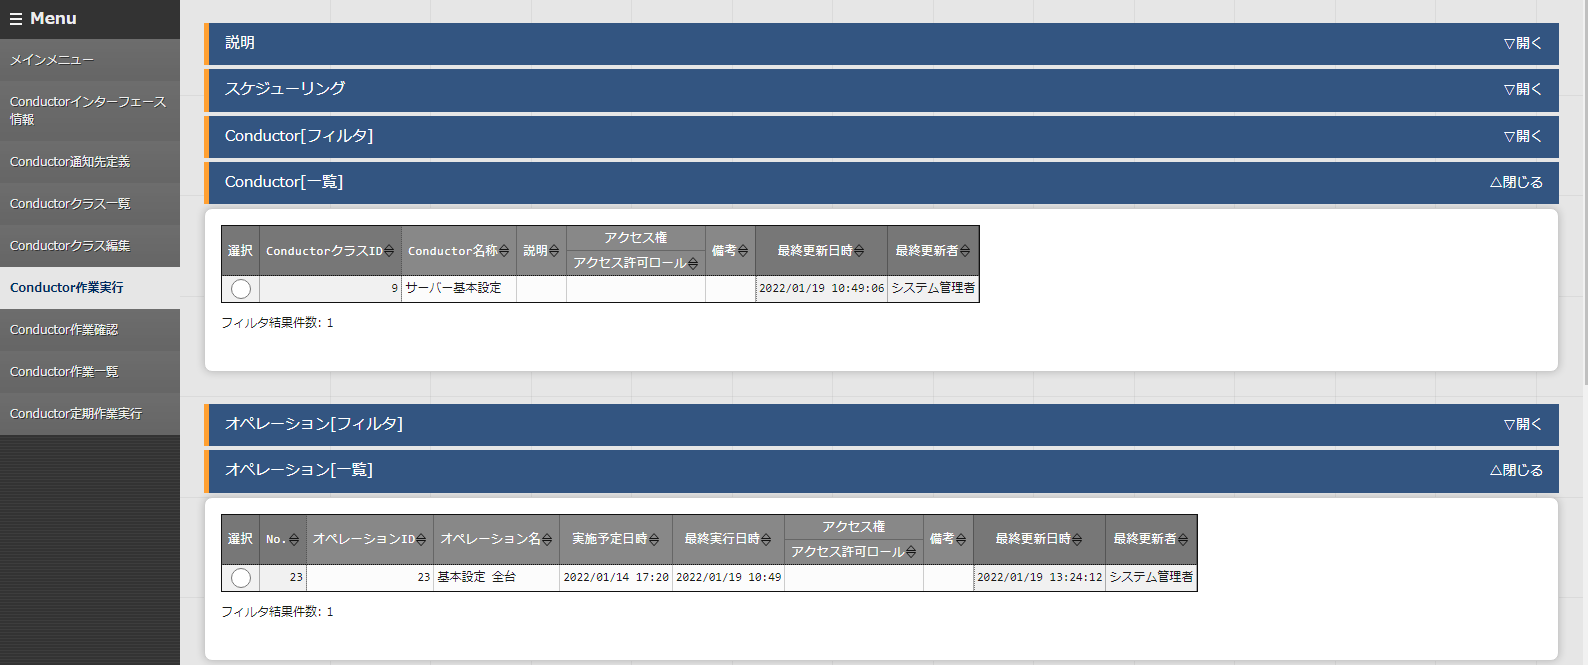 Menu
メインメニュー
Conductorインターフェース
情報
Conductor通知先定義
Conductorクラス一覧
Conductorクラス編集
Conductor作業実行
Conductor作業確認
Conductor作業一覧
Conductor定期作業実行
説明 ▽開く
スケジューリング ▽開く
Conductor[フィルタ] ▽開く
Conductor[一覧] △閉じる
選択 ConductorクラスID Conductor名称 説明 アクセス権 備考 最終更新日時 最終更新者
アクセス許可ロール
9 サーバー基本設定 2022/01/19 10:49:06 システム管理者
フィルタ結果件数: 1
オペレーション[フィルタ] ▽開く
オペレーション[一覧] △閉じる
選択 No. オペレーションID オペレーション名 実施予定日時 最終実行日時 アクセス権 備考 最終更新日時 最終更新者
アクセス許可ロール
23 23 基本設定 全台 2022/01/14 17:20 2022/01/19 10:49 2022/01/19 13:24:12 システム管理者
フィルタ結果件数: 1